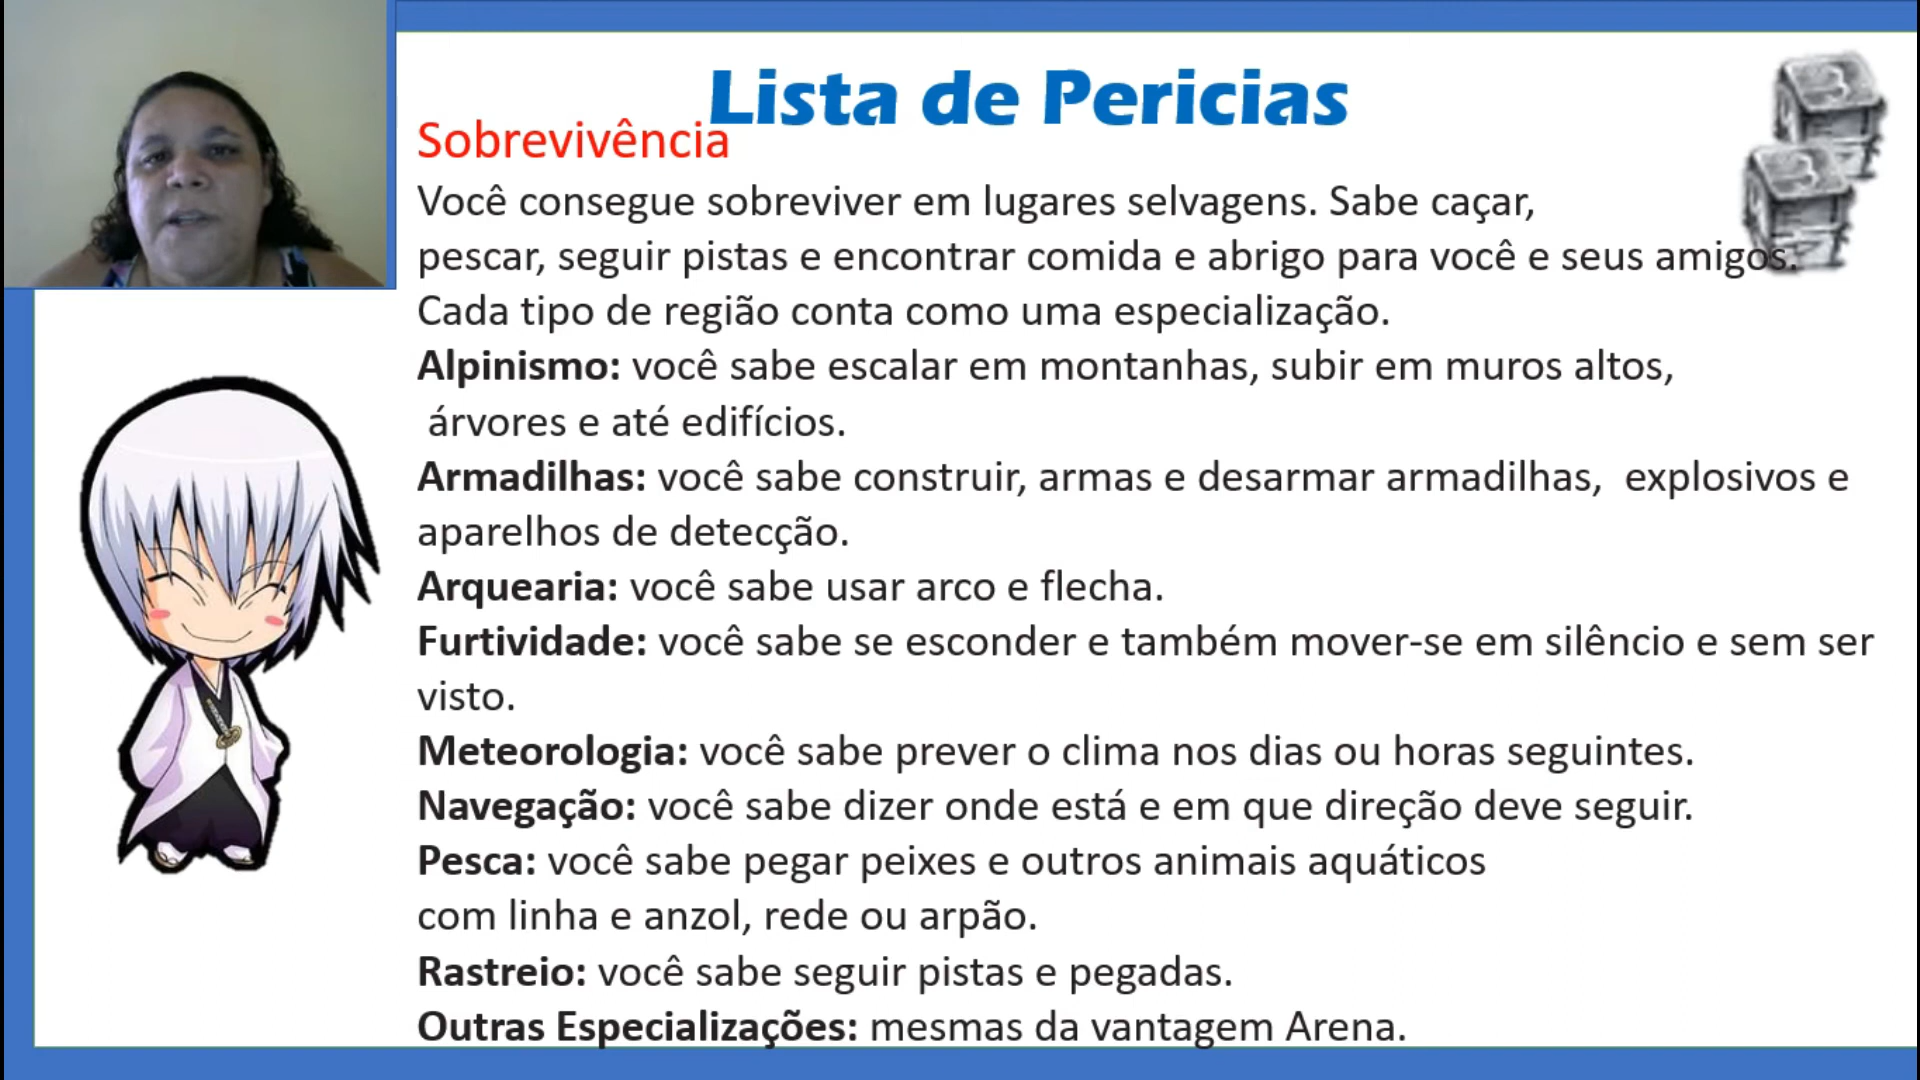 Lista de Pericias
Sobrevivência
Você consegue sobreviver em lugares selvagens. Sabe caçar,
pescar, seguir pistas e encontrar comida e abrigo para você e seus amigos.
Cada tipo de região conta como uma especialização.
Alpinismo: você sabe escalar em montanhas, subir em muros altos,
árvores e até edifícios.
Armadilhas: você sabe construir, armas e desarmar armadilhas, explosivos e
aparelhos de detecção.
Arquearia: você sabe usar arco e flecha.
Furtividade: você sabe se esconder e também mover-se em silêncio e sem ser
visto.
Meteorologia: você sabe prever o clima nos dias ou horas seguintes.
Navegação: você sabe dizer onde está e em que direção deve seguir.
Pesca: você sabe pegar peixes e outros animais aquáticos
com linha e anzol, rede ou arpão.
Rastreio: você sabe seguir pistas e pegadas.
Outras Especializações: mesmas da vantagem Arena.